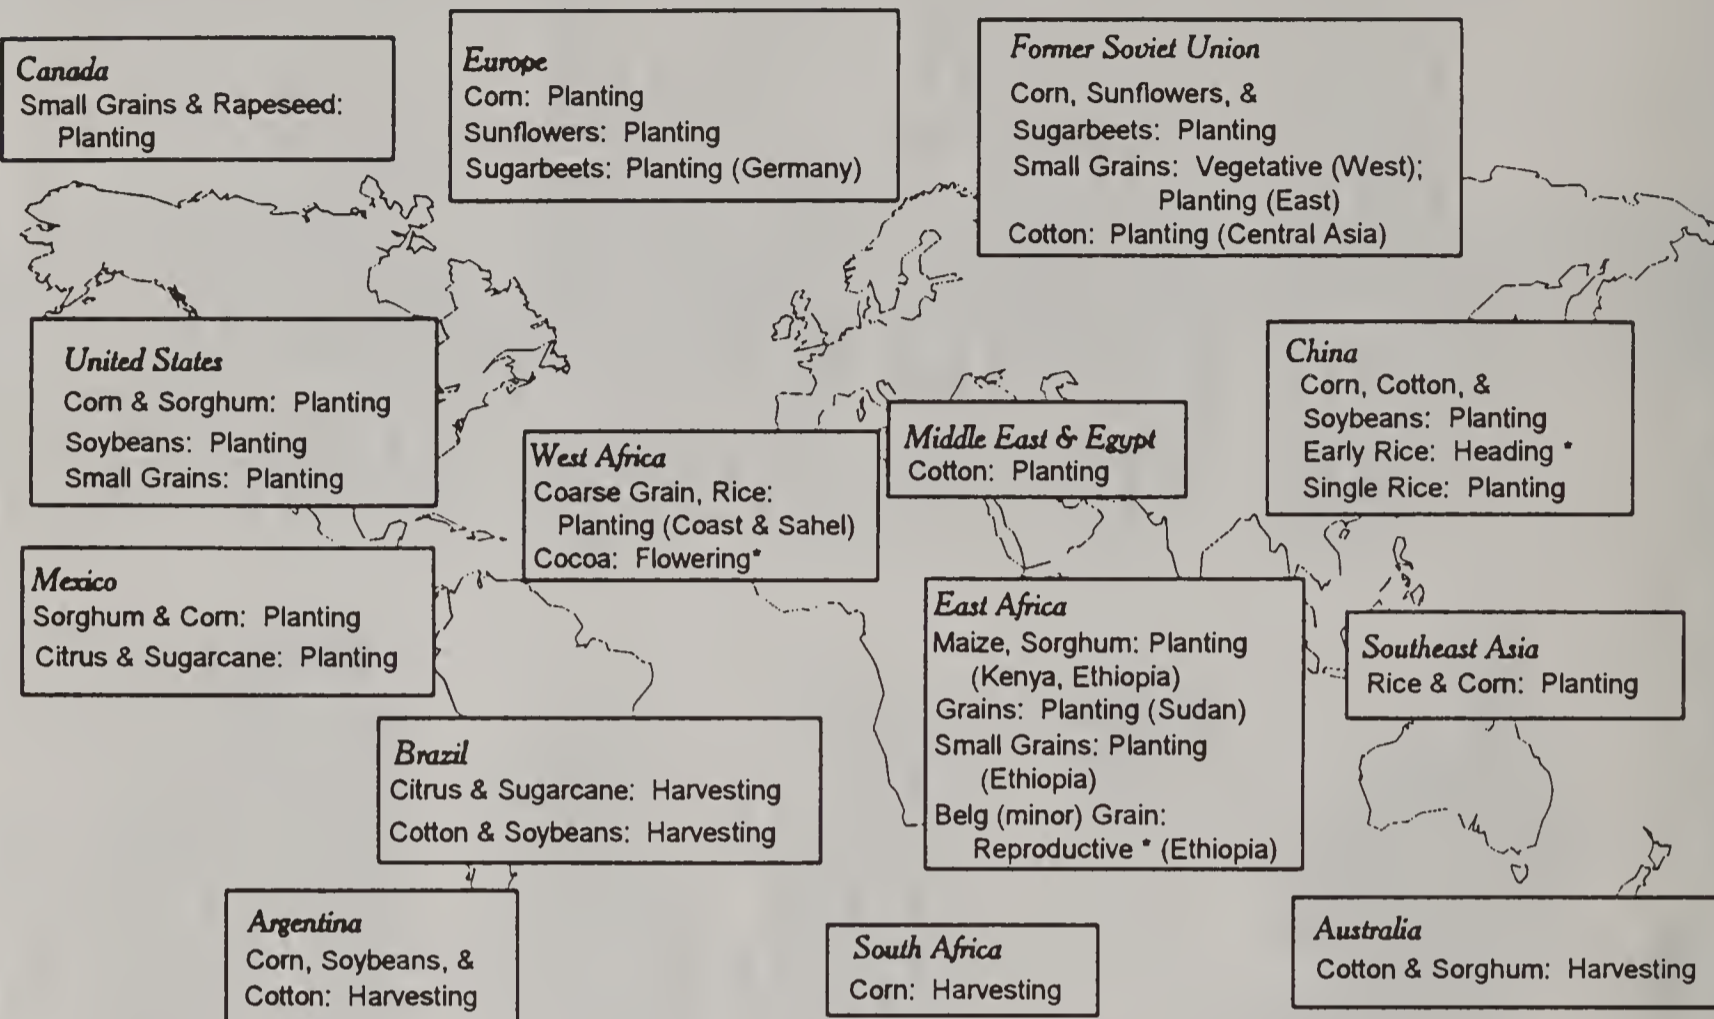 Canada
Small Grains & Rapeseed:
Planting
Europe
Corn: Planting
Sunflowers: Planting
Sugarbeets: Planting (Germany)
Former Soviet Union
Corn, Sunflowers, &
Sugarbeets: Planting
Small Grains: Vegetative (West);
Planting (East)
Cotton: Planting (Central Asia)
United States
Corn & Sorghum: Planting
Soybeans: Planting
Small Grains: Planting
West Africa
Coarse Grain, Rice:
Planting (Coast & Sahel)
Cocoa: Flowering*
Middle East & Egypt
Cotton: Planting
China
Corn, Cotton, &
Soybeans: Planting
Early Rice: Heading *
Single Rice: Planting
Mexico
Sorghum & Corn: Planting
Citrus & Sugarcane: Planting
East Africa
Maize, Sorghum: Planting
(Kenya, Ethiopia)
Grains: Planting (Sudan)
Small Grains: Planting
(Ethiopia)
Belg (minor) Grain:
Reproductive * (Ethiopia)
Southeast Asia
Rice & Corn: Planting
Brazil
Citrus & Sugarcane: Harvesting
Cotton & Soybeans: Harvesting
Argentina
Corn, Soybeans, &
Cotton: Harvesting
South Africa
Corn: Harvesting
Australia
Cotton & Sorghum: Harvesting